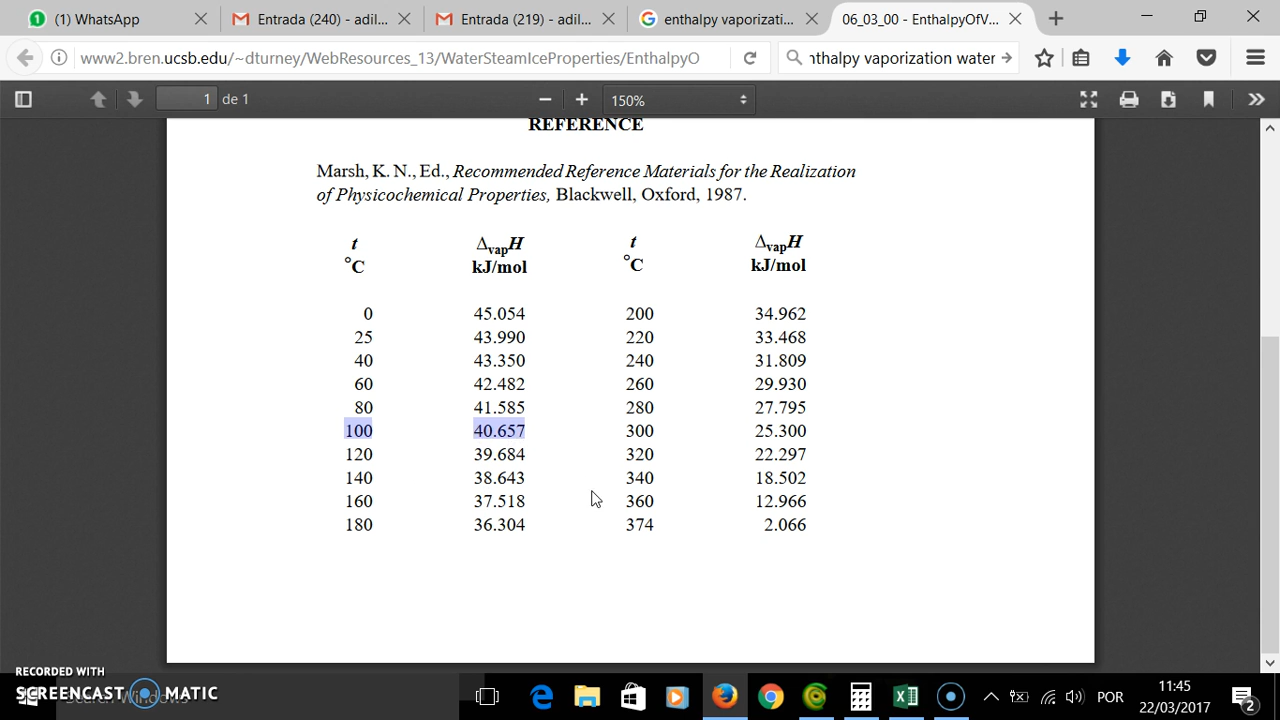 (1) WhatsApp
Entrada (240) - adil...
Entrada (219) - adil...
enthalpy vaporizati...
06_03_00 - EnthalpyOfV...
www2.bren.ucsb.edu/~dturney/WebResources_13/WaterSteamIceProperties/EnthalpyO
nthalpy vaporization water
1 de 1
150%
REFERENCE
Marsh, K. N., Ed., Recommended Reference Materials for the Realization
of Physicochemical Properties, Blackwell, Oxford, 1987.
t ΔvapH t ΔvapH
°C kJ/mol °C kJ/mol
0 45.054 200 34.962
25 43.990 220 33.468
40 43.350 240 31.809
60 42.482 260 29.930
80 41.585 280 27.795
100 40.657 300 25.300
120 39.684 320 22.297
140 38.643 340 18.502
160 37.518 360 12.966
180 36.304 374 2.066
RECORDED WITH
SCREENCAST MATIC
Search Windows
POR
11:45
22/03/2017
2